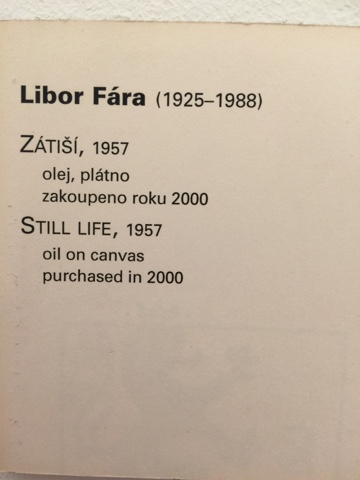 Libor Fára (1925–1988)
ZÁTIŠÍ, 1957
olej, plátno
zakoupeno roku 2000
STILL LIFE, 1957
oil on canvas
purchased in 2000